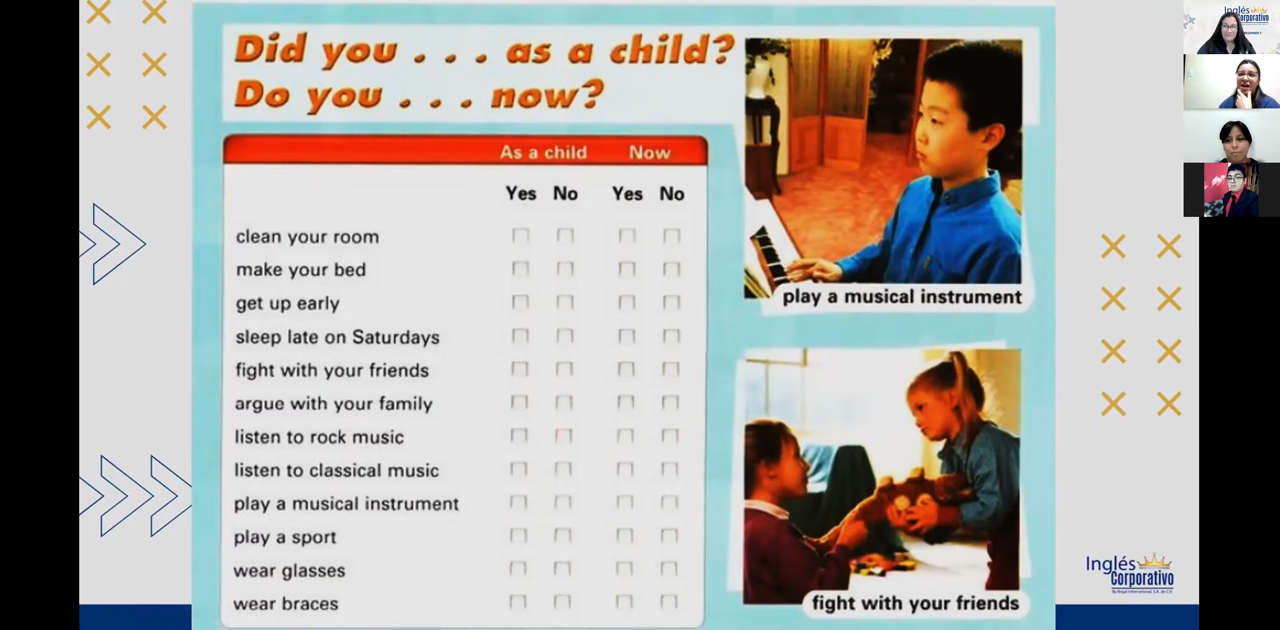 Did you . . . as a child?
Do you . . . now?
As a child Now
Yes No Yes No
clean your room
make your bed
get up early
sleep late on Saturdays
fight with your friends
argue with your family
listen to rock music
listen to classical music
play a musical instrument
play a sport
wear glasses
wear braces
play a musical instrument
fight with your friends
Inglés
Corporativo
Inglés
Corporativo